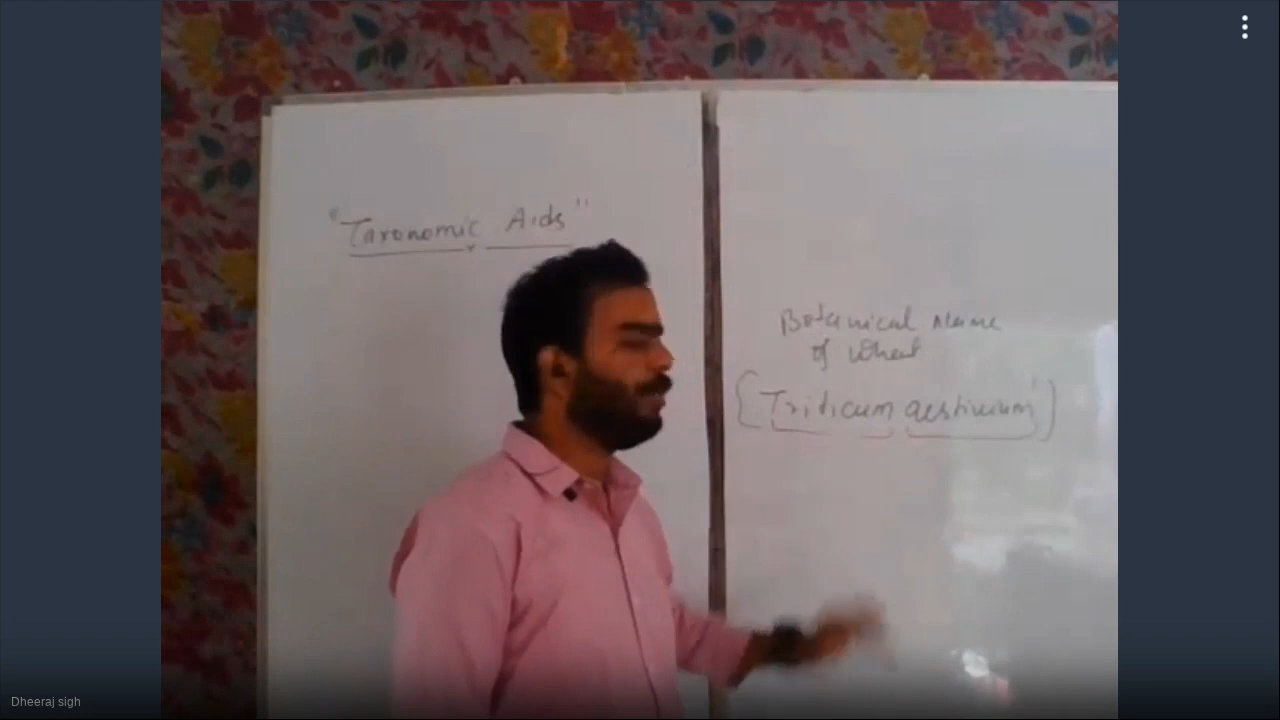 "Taxonomic Aids"
Botanical Name
of Wheat
(Triticum aestivum)
Dheeraj sigh